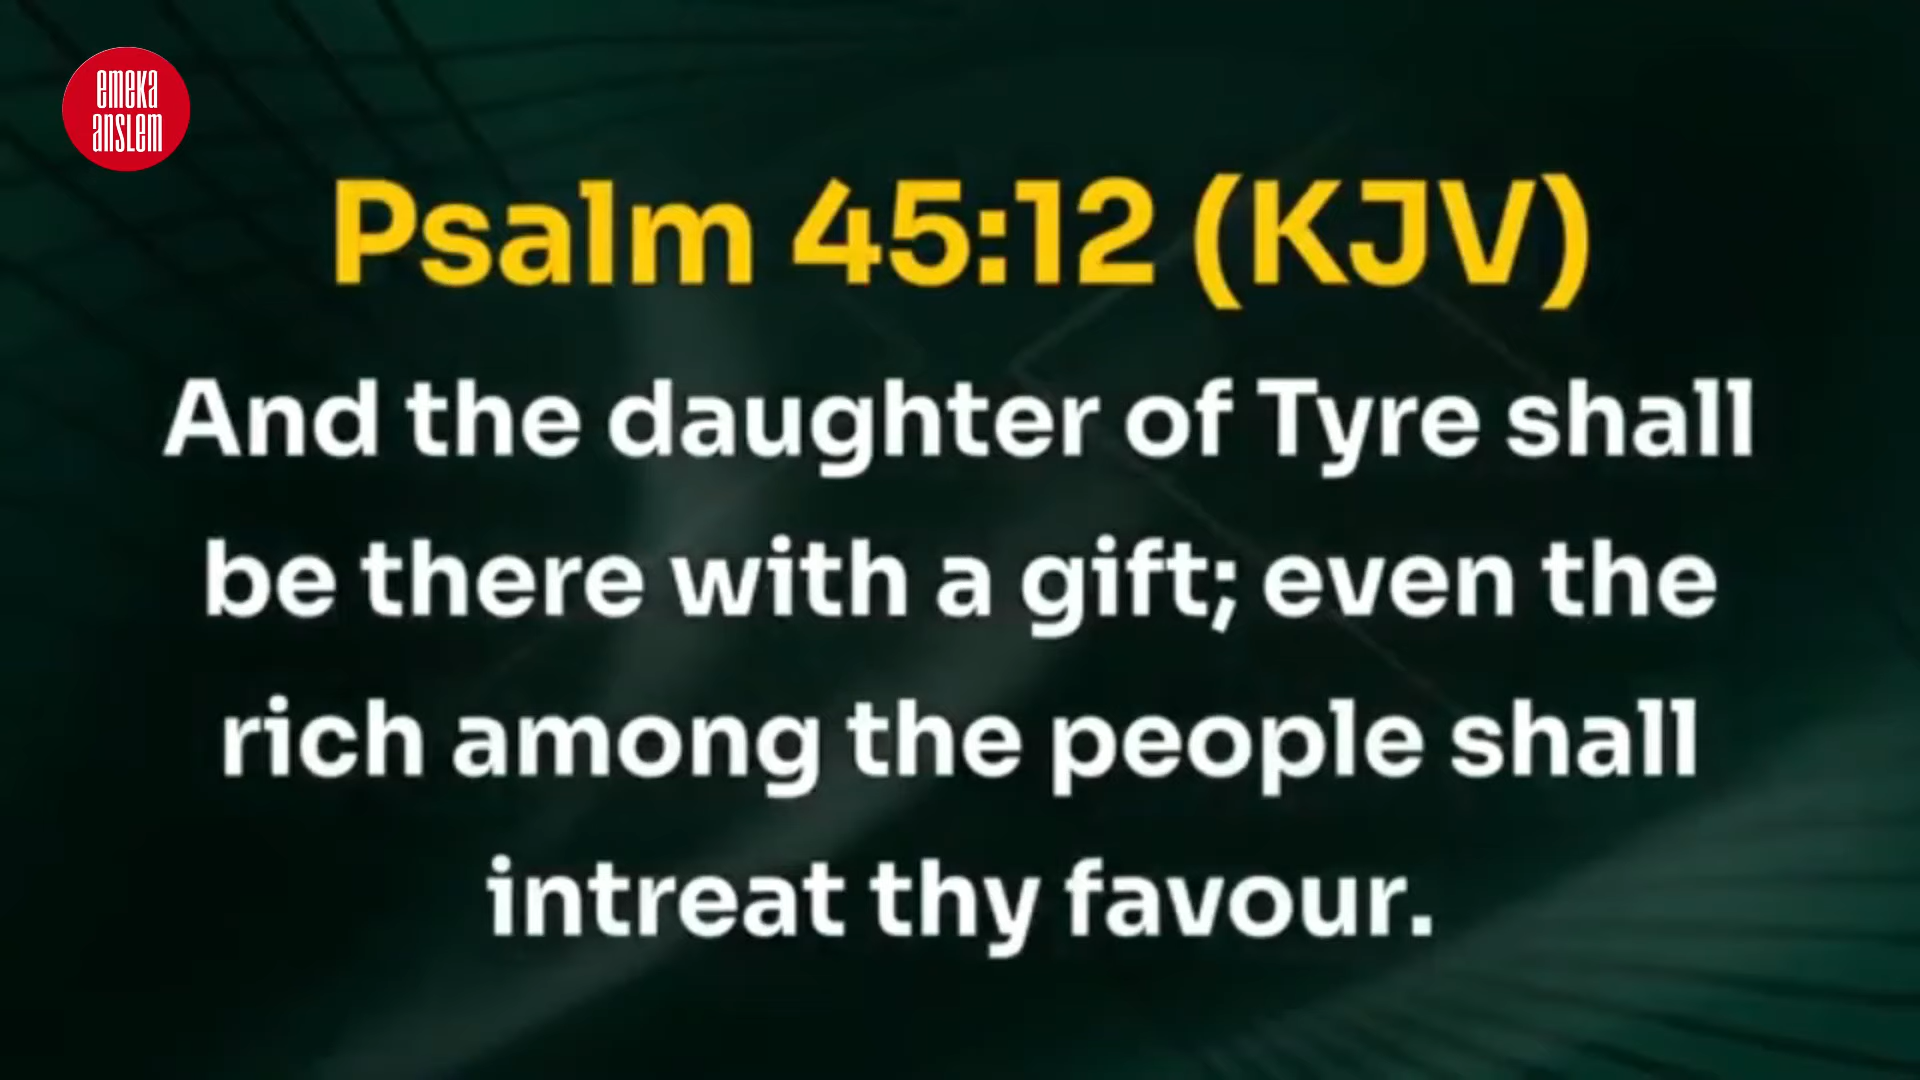 emeka
anslem
Psalm 45:12 (KJV)
And the daughter of Tyre shall
be there with a gift; even the
rich among the people shall
intreat thy favour.